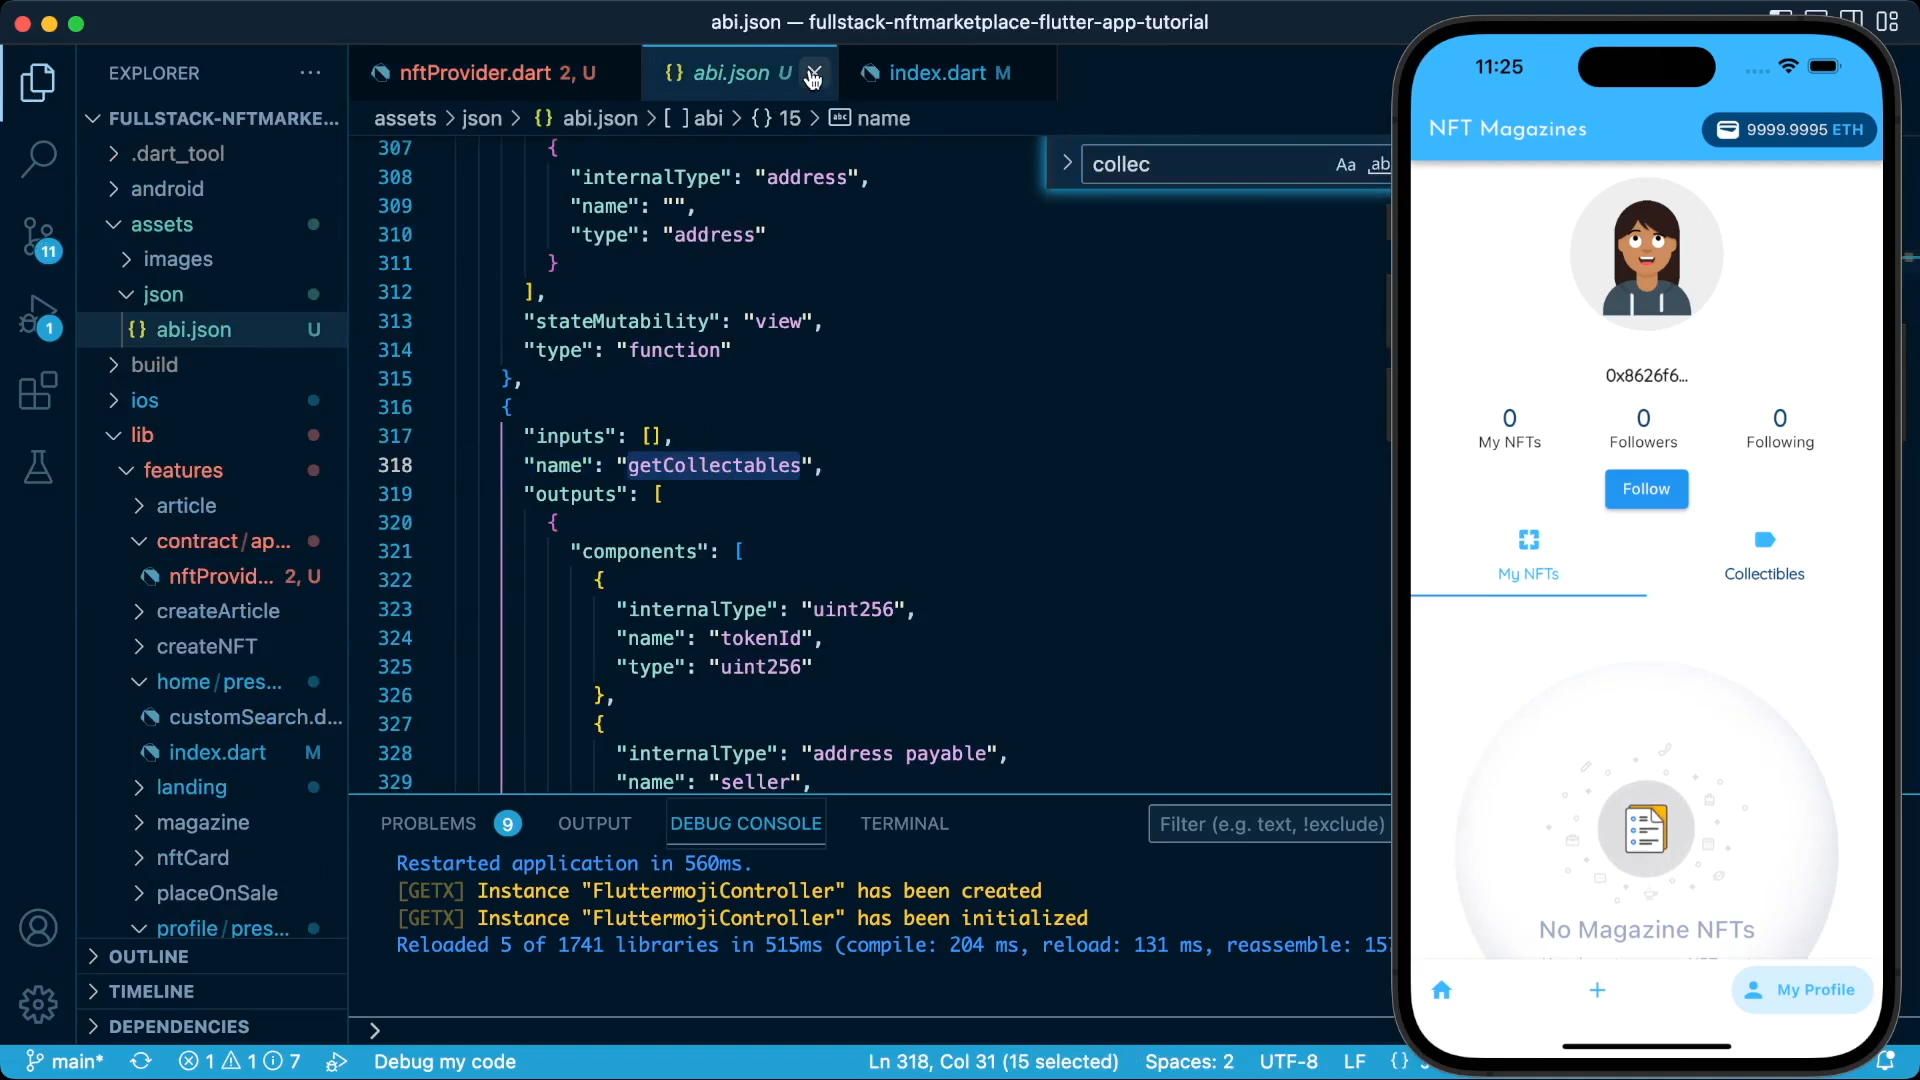 abi.json — fullstack-nftmarketplace-flutter-app-tutorial
EXPLORER
nftProvider.dart 2, U
{} abi.json U
index.dart M
FULLSTACK-NFTMARKE...
assets > json > {} abi.json > [ ] abi > {} 15 > abc name
.dart_tool
android
assets
images
json
{} abi.json U
build
ios
lib
features
article
contract / ap...
nftProvid... 2, U
createArticle
createNFT
home / pres...
customSearch.d...
index.dart M
landing
magazine
nftCard
placeOnSale
profile / pres...
OUTLINE
TIMELINE
DEPENDENCIES
11
1
collec
Aa
ab
307 {
308 "internalType": "address",
309 "name": "",
310 "type": "address"
311 }
312 ],
313 "stateMutability": "view",
314 "type": "function"
315 },
316 {
317 "inputs": [],
318 "name": "getCollectables",
319 "outputs": [
320 {
321 "components": [
322 {
323 "internalType": "uint256",
324 "name": "tokenId",
325 "type": "uint256"
326 },
327 {
328 "internalType": "address payable",
329 "name": "seller",
PROBLEMS 9 OUTPUT DEBUG CONSOLE TERMINAL
Filter (e.g. text, !exclude)
Restarted application in 560ms.
[GETX] Instance "FluttermojiController" has been created
[GETX] Instance "FluttermojiController" has been initialized
Reloaded 5 of 1741 libraries in 515ms (compile: 204 ms, reload: 131 ms, reassemble: 157
main* 1 1 7 Debug my code Ln 318, Col 31 (15 selected) Spaces: 2 UTF-8 LF {}
11:25
NFT Magazines
9999.9995 ETH
0x8626f6...
0 0 0
My NFTs Followers Following
Follow
My NFTs Collectibles
No Magazine NFTs
+ My Profile